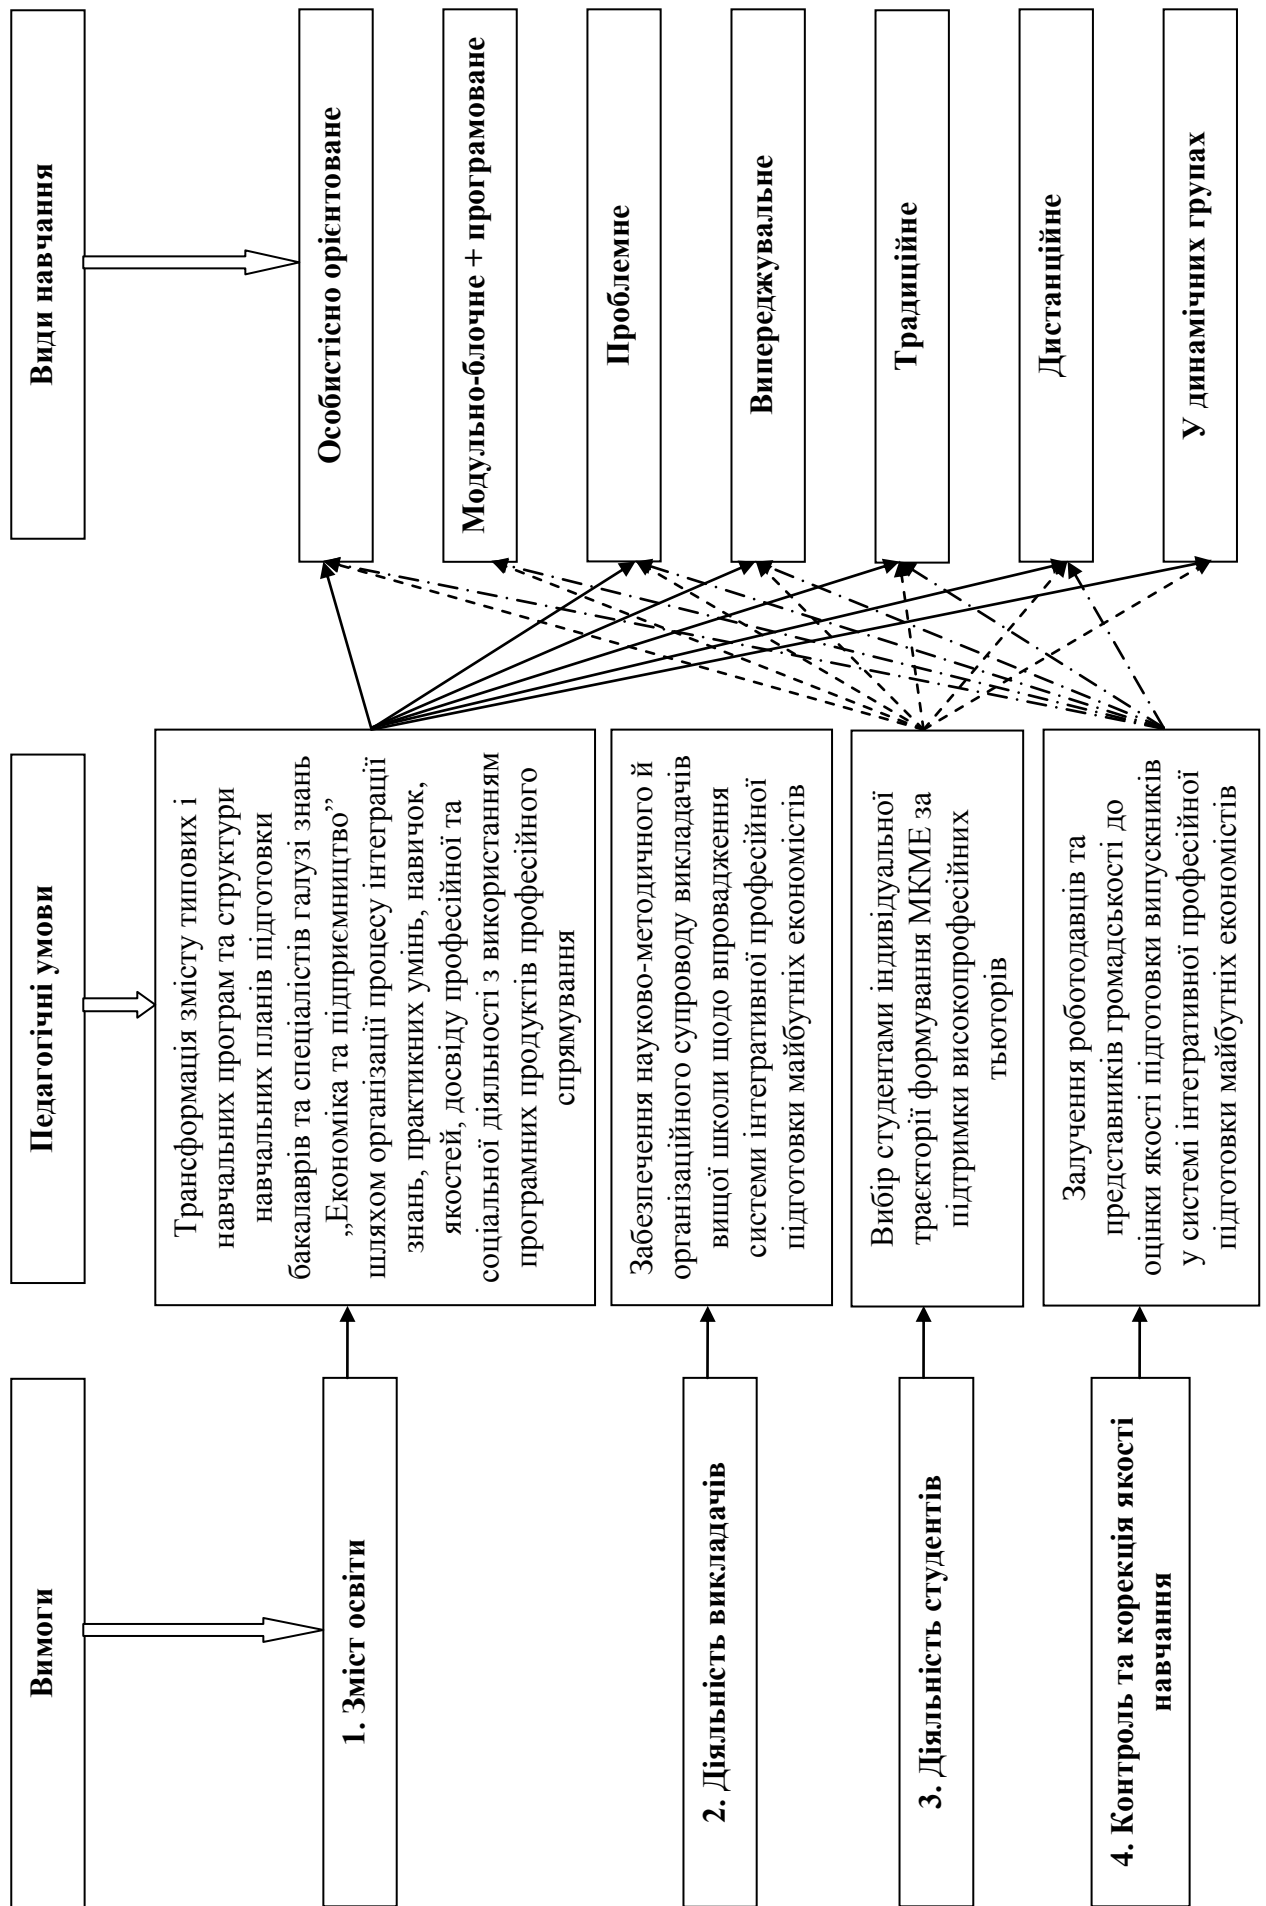 Вимоги
Педагогічні умови
Види навчання
1. Зміст освіти
2. Діяльність викладачів
3. Діяльність студентів
4. Контроль та корекція якості
навчання
Трансформація змісту типових і
навчальних програм та структури
навчальних планів підготовки
бакалаврів та спеціалістів галузі знань
„Економіка та підприємництво”
шляхом організації процесу інтеграції
знань, практикних умінь, навичок,
якостей, досвіду професійної та
соціальної діяльності з використанням
програмних продуктів професійного
спрямування
Забезпечення науково-методичного й
організаційного супроводу викладачів
вищої школи щодо впровадження
системи інтегративної професійної
підготовки майбутніх економістів
Вибір студентами індивідуальної
траєкторії формування МКМЕ за
підтримки високопрофесійних
тьюторів
Залучення роботодавців та
представників громадськості до
оцінки якості підготовки випускників
у системі інтегративної професійної
підготовки майбутніх економістів
Особистісно орієнтоване
Модульно-блочне + програмоване
Проблемне
Випереджувальне
Традиційне
Дистанційне
У динамічних групах